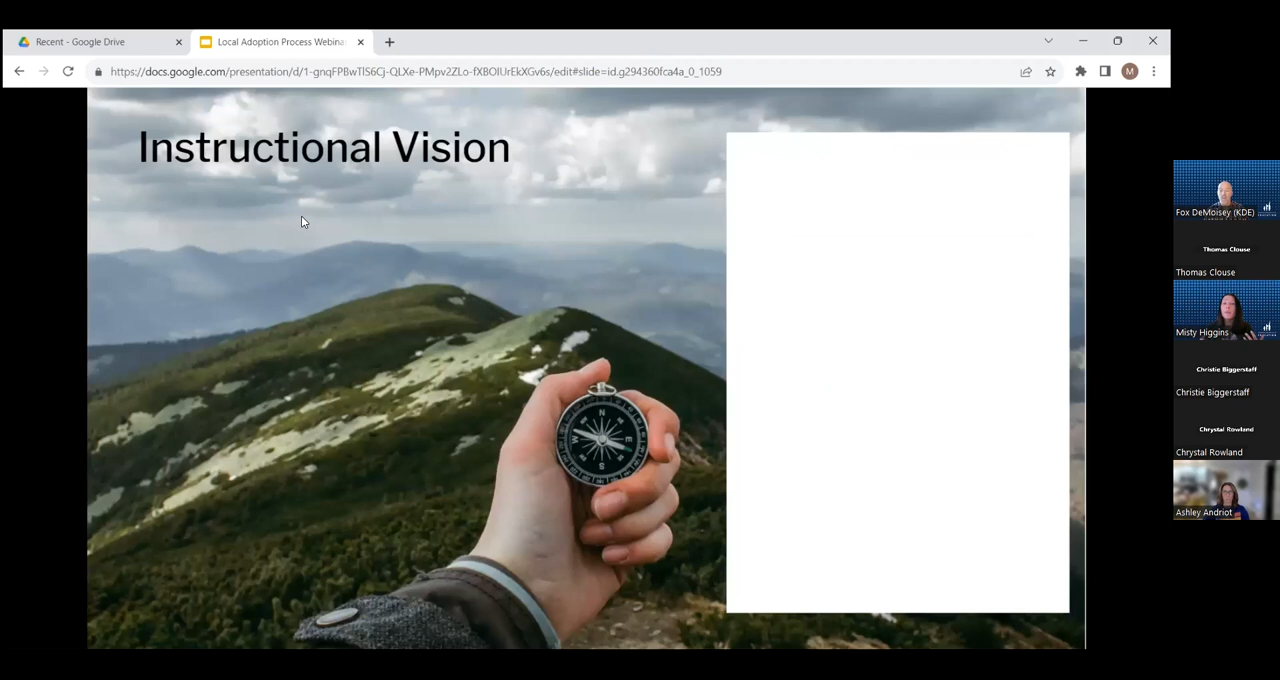 Recent - Google Drive
Local Adoption Process Webina
https://docs.google.com/presentation/d/1-gnqFPBwTlS6Cj-QLXe-PMpv2ZLo-fXBOIUrEkXGv6s/edit#slide=id.g294360fca4a_0_1059
M
Instructional Vision
N
E
S
W
Fox DeMoisey (KDE)
Thomas Clouse
Thomas Clouse
Misty Higgins
Christie Biggerstaff
Christie Biggerstaff
Chrystal Rowland
Chrystal Rowland
Ashley Andriot